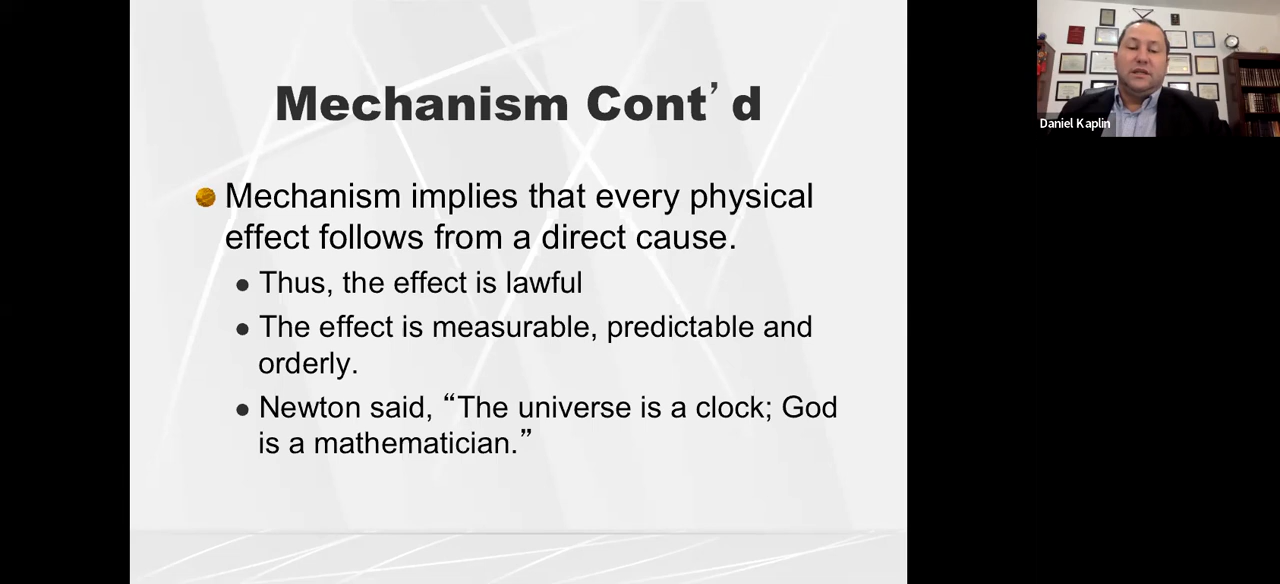 Mechanism Cont’d
Mechanism implies that every physical
effect follows from a direct cause.
Thus, the effect is lawful
The effect is measurable, predictable and
orderly.
Newton said, “The universe is a clock; God
is a mathematician.”
Daniel Kaplin